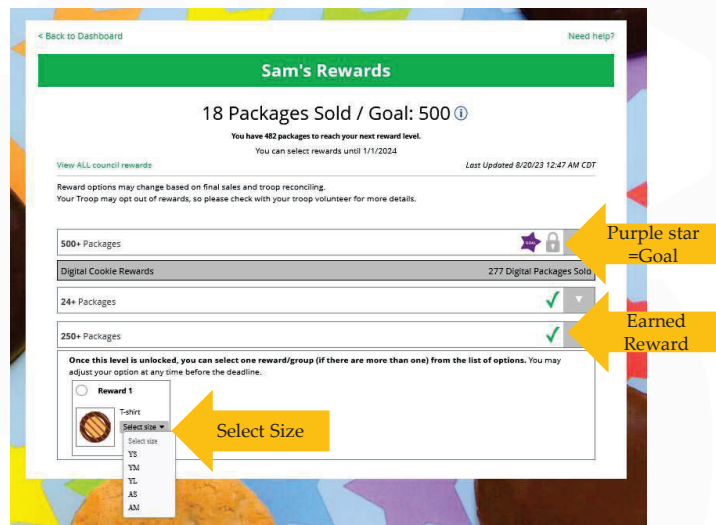 < Back to Dashboard
Need help?
Sam's Rewards
18 Packages Sold / Goal: 500 ⓘ
You have 482 packages to reach your next reward level.
You can select rewards until 1/1/2024
View ALL council rewards
Last Updated 8/20/23 12:47 AM CDT
Reward options may change based on final sales and troop reconciling.
Your Troop may opt out of rewards, so please check with your troop volunteer for more details.
500+ Packages
GOAL
Purple star
=Goal
Digital Cookie Rewards
277 Digital Packages Sold
24+ Packages
250+ Packages
Earned
Reward
Once this level is unlocked, you can select one reward/group (if there are more than one) from the list of options. You may
adjust your option at any time before the deadline.
Reward 1
T-shirt
Select size
Select Size
Select size
YS
YM
YL
AS
AM